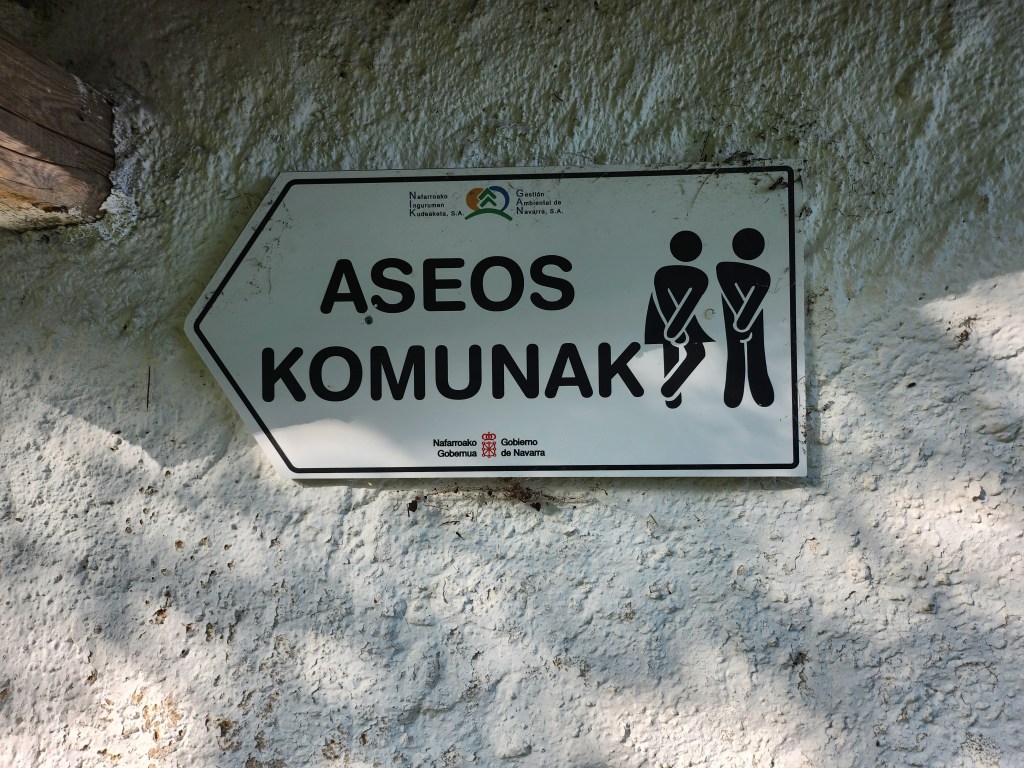 Nafarroako
Ingurumen
Kudeaketa, S.A.
Gestión
Ambiental de
Navarra, S.A.
ASEOS
KOMUNAK
Nafarroako
Gobernua
Gobierno
de Navarra